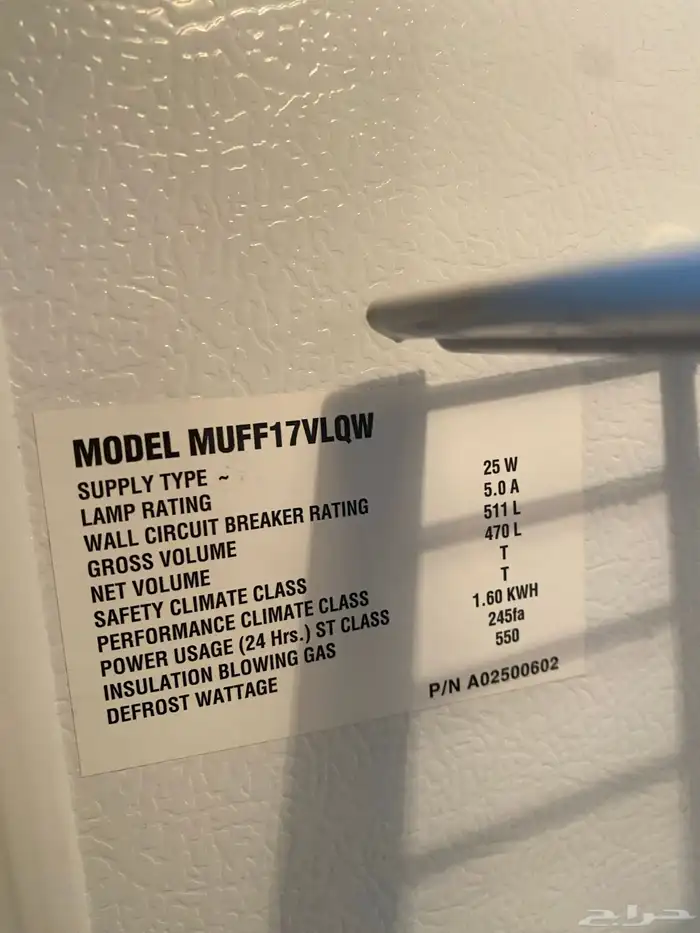 MODEL MUFF17VLQW
SUPPLY TYPE ~
LAMP RATING 25 W
WALL CIRCUIT BREAKER RATING 5.0 A
GROSS VOLUME 511 L
NET VOLUME 470 L
SAFETY CLIMATE CLASS T
PERFORMANCE CLIMATE CLASS T
POWER USAGE (24 Hrs.) ST CLASS 1.60 KWH
INSULATION BLOWING GAS 245fa
DEFROST WATTAGE 550
P/N A02500602
حراج